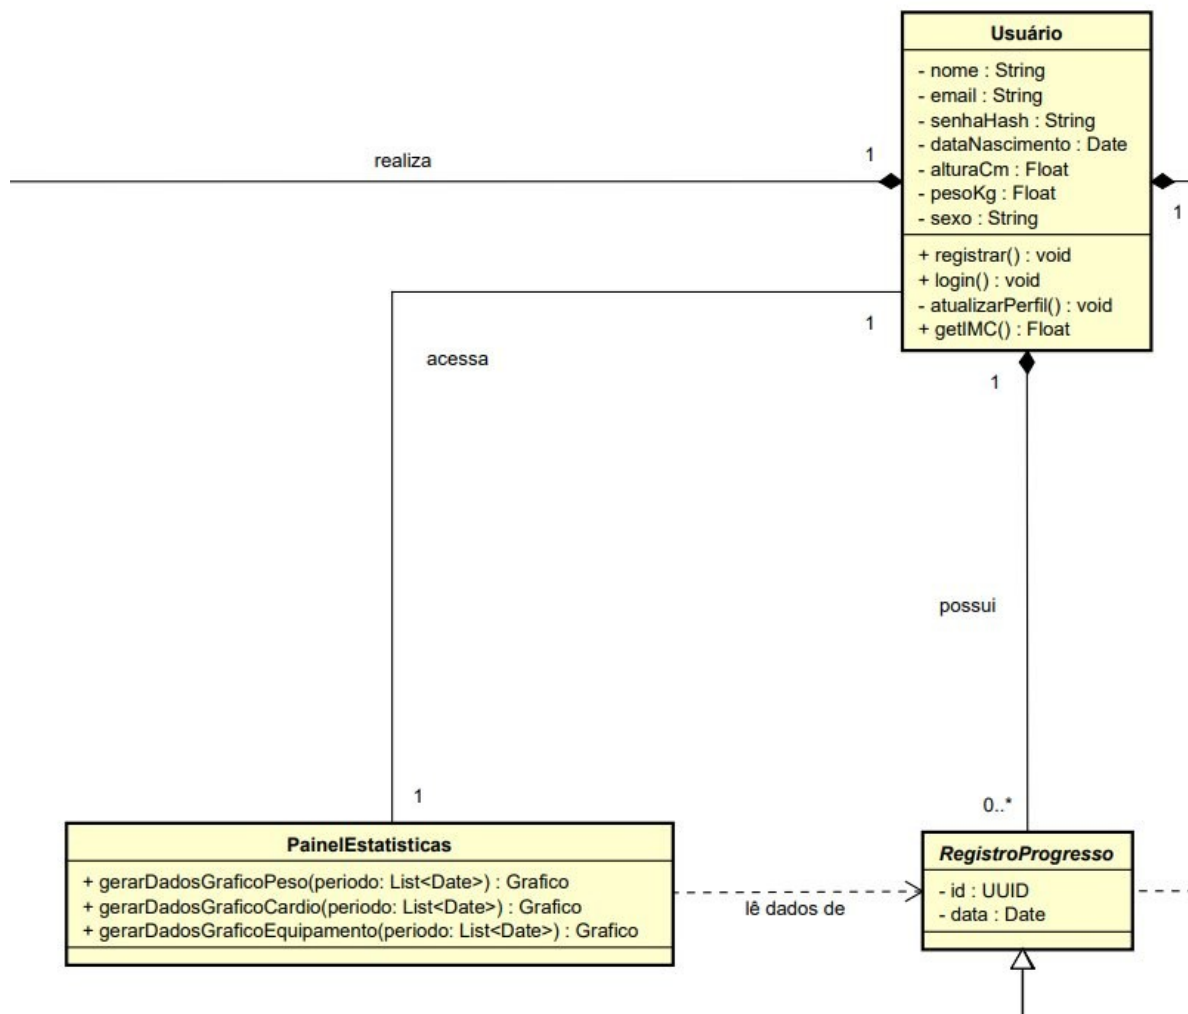 Usuário
- nome : String
- email : String
- senhaHash : String
- dataNascimento : Date
- alturaCm : Float
- pesoKg : Float
- sexo : String
+ registrar() : void
+ login() : void
- atualizarPerfil() : void
+ getIMC() : Float
realiza
1
1
1
acessa
1
possui
1
0..*
PainelEstatisticas
+ gerarDadosGraficoPeso(periodo: List<Date>) : Grafico
+ gerarDadosGraficoCardio(periodo: List<Date>) : Grafico
+ gerarDadosGraficoEquipamento(periodo: List<Date>) : Grafico
lê dados de
RegistroProgresso
- id : UUID
- data : Date